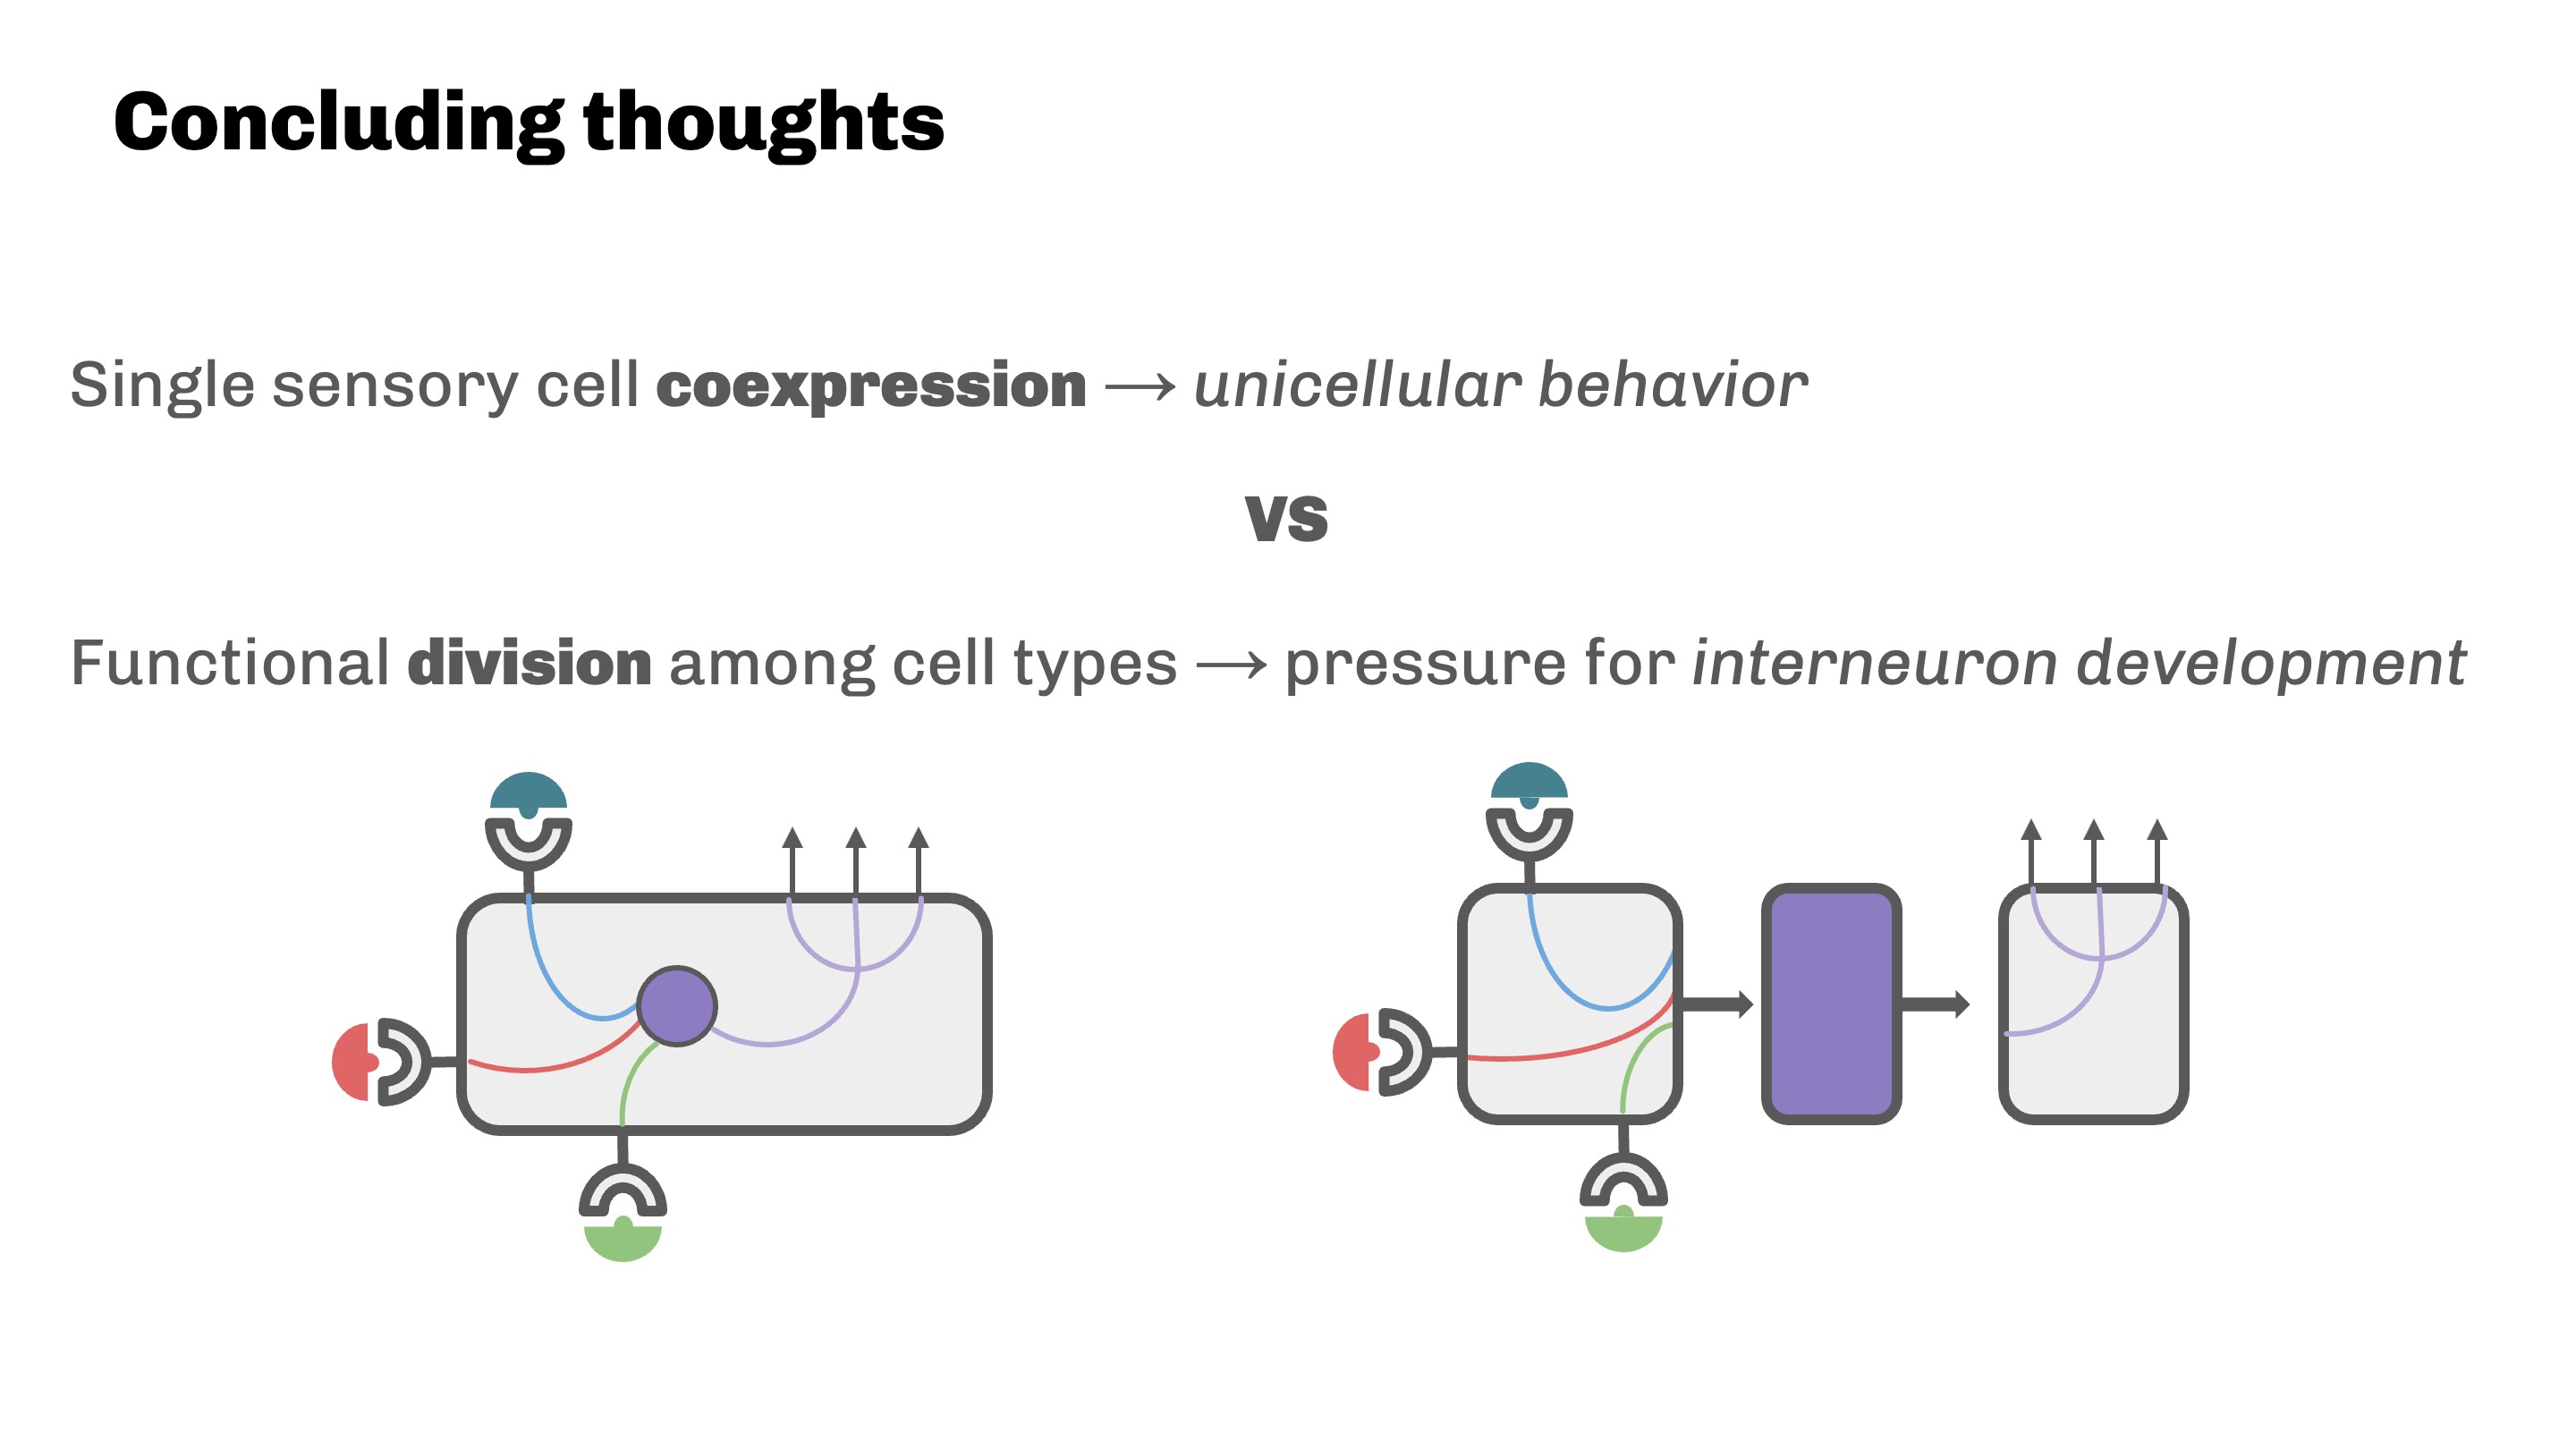 Concluding thoughts
Single sensory cell coexpression → unicellular behavior
vs
Functional division among cell types → pressure for interneuron development